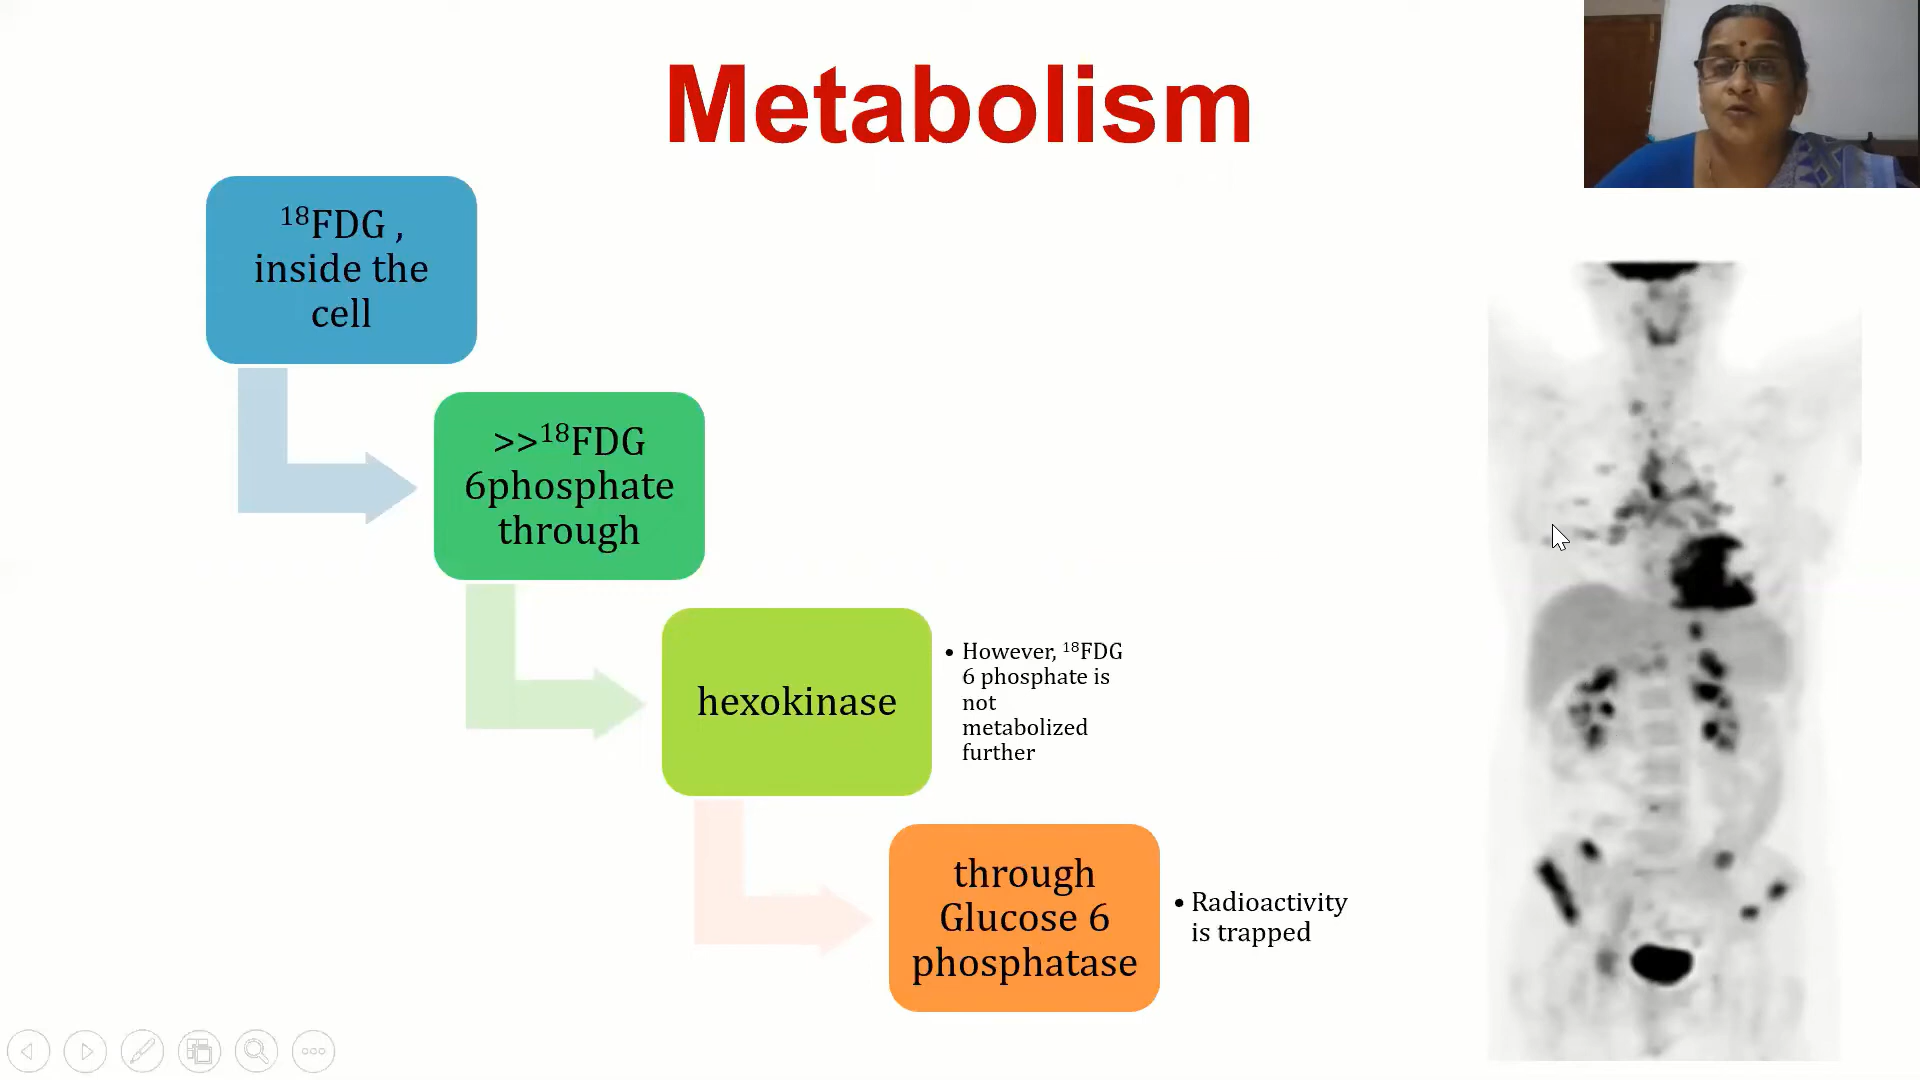 Metabolism
¹⁸FDG ,
inside the
cell
>>¹⁸FDG
6phosphate
through
hexokinase
• However, ¹⁸FDG
6 phosphate is
not
metabolized
further
through
Glucose 6
phosphatase
• Radioactivity
is trapped